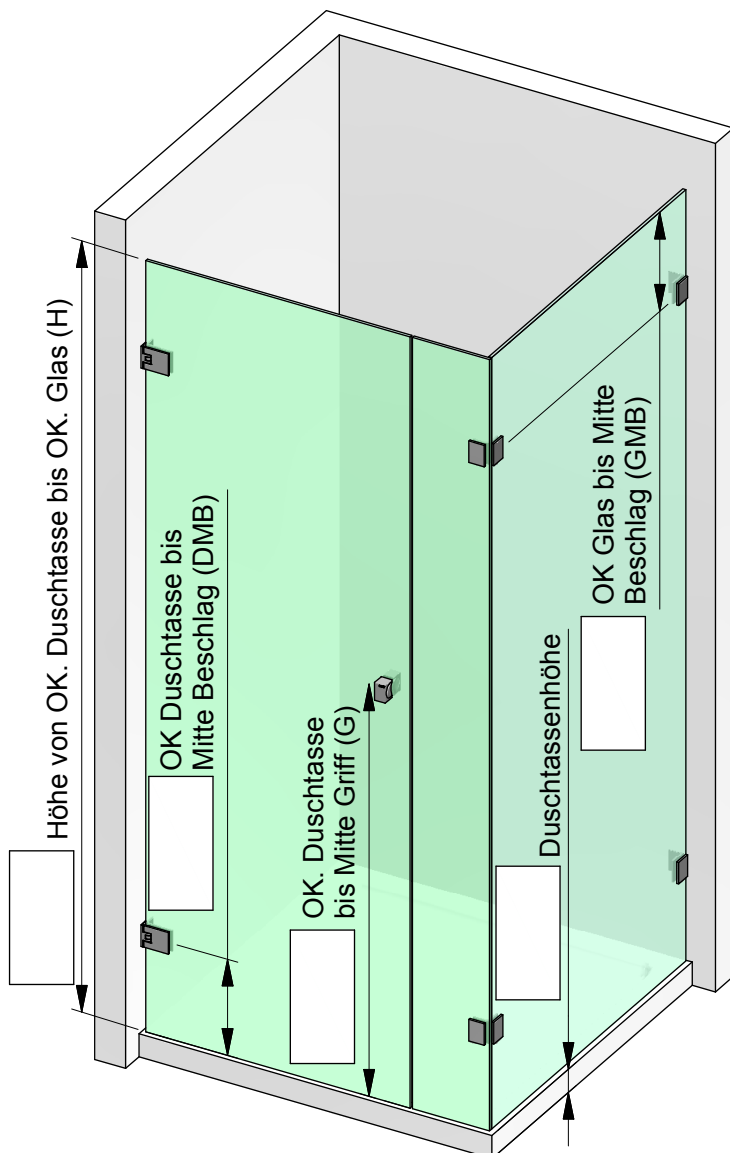 Höhe von OK. Duschtasse bis OK. Glas (H)
OK Duschtasse bis
Mitte Beschlag (DMB)
OK. Duschtasse
bis Mitte Griff (G)
Duschtassenhöhe
OK Glas bis Mitte
Beschlag (GMB)